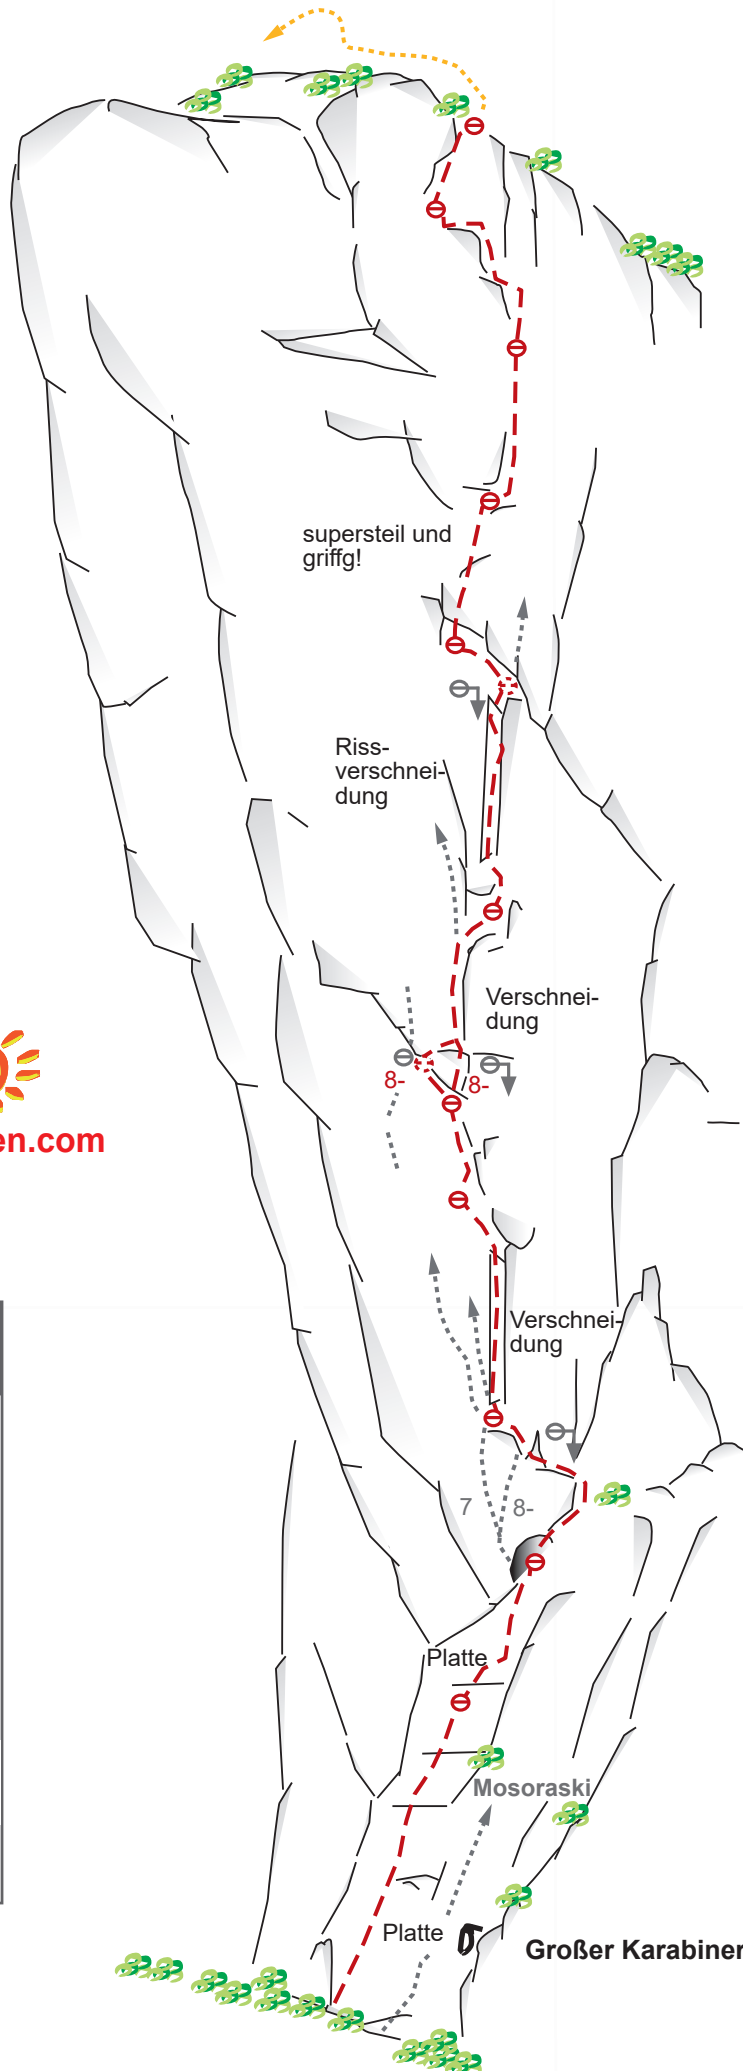 supersteil und
griffg!
Riss-
verschnei-
dung
Verschnei-
dung
8-
8-
en.com
Verschnei-
dung
7
8-
Platte
Mosoraski
Platte
Großer Karabiner